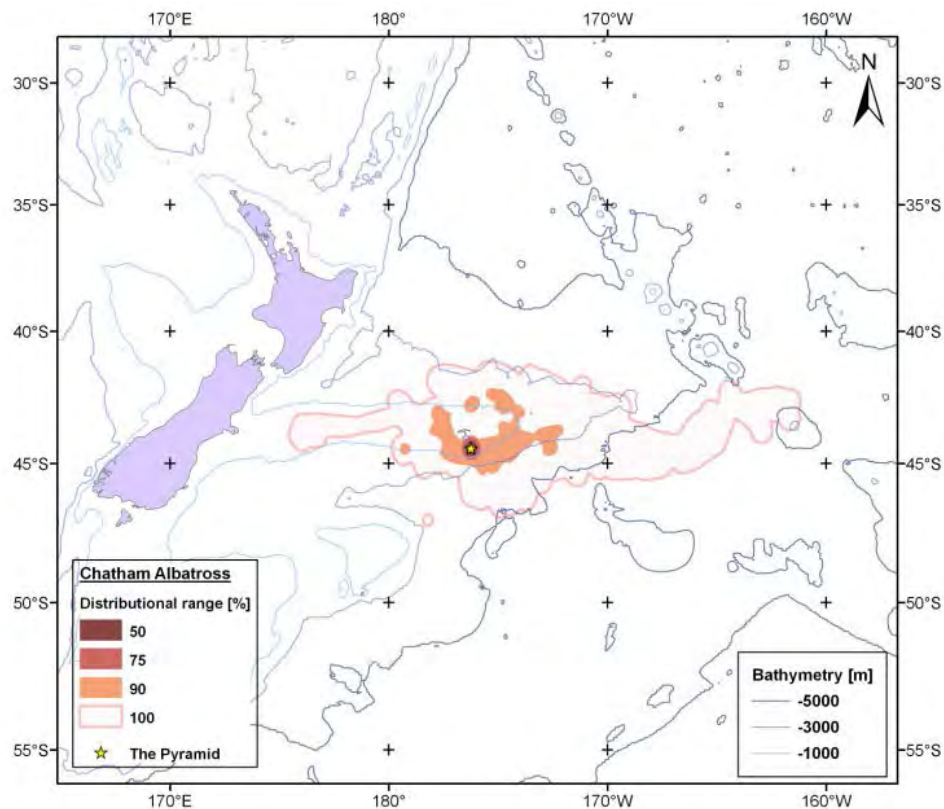 170°E 180° 170°W 160°W
N
30°S 30°S
35°S 35°S
40°S 40°S
45°S 45°S
50°S 50°S
55°S 55°S
Chatham Albatross
Distributional range [%]
50
75
90
100
The Pyramid
Bathymetry [m]
-5000
-3000
-1000
170°E 180° 170°W 160°W